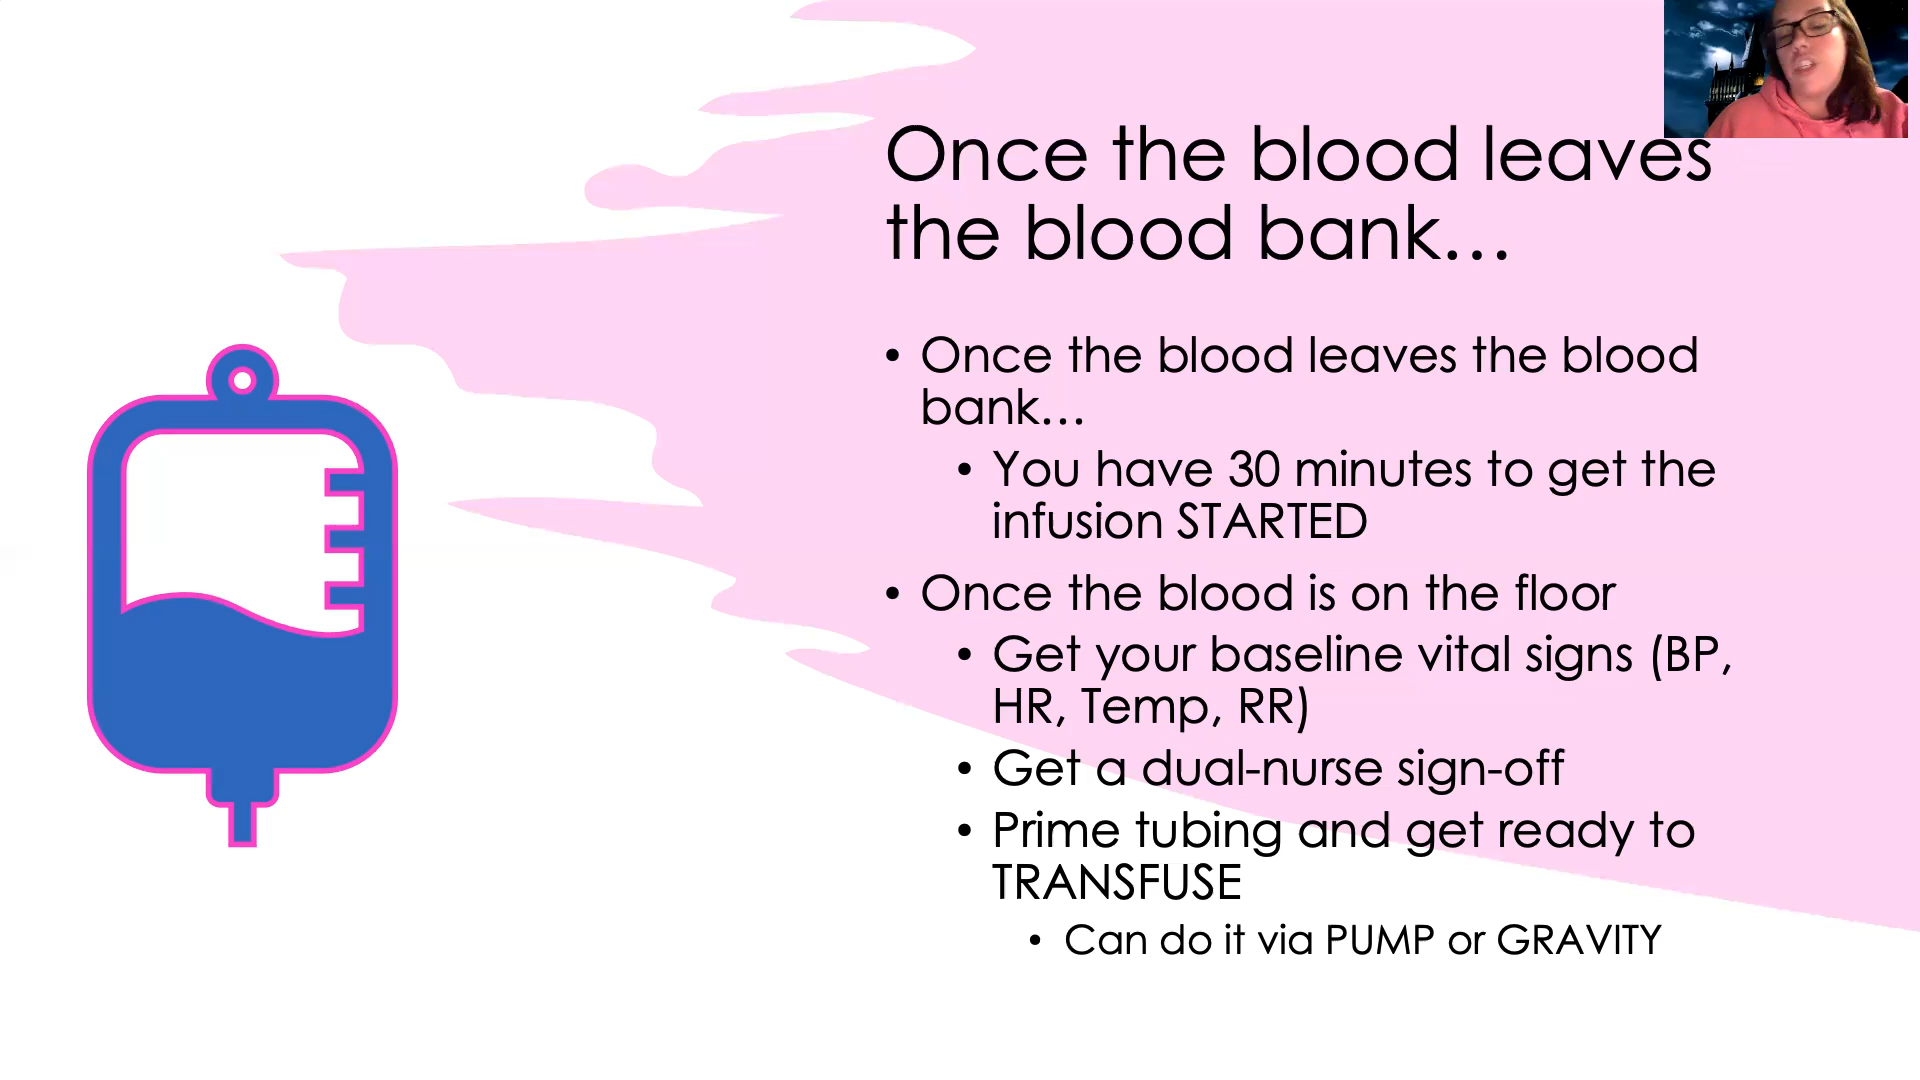 Once the blood leaves
the blood bank...
• Once the blood leaves the blood
bank...
• You have 30 minutes to get the
infusion STARTED
• Once the blood is on the floor
• Get your baseline vital signs (BP,
HR, Temp, RR)
• Get a dual-nurse sign-off
• Prime tubing and get ready to
TRANSFUSE
• Can do it via PUMP or GRAVITY